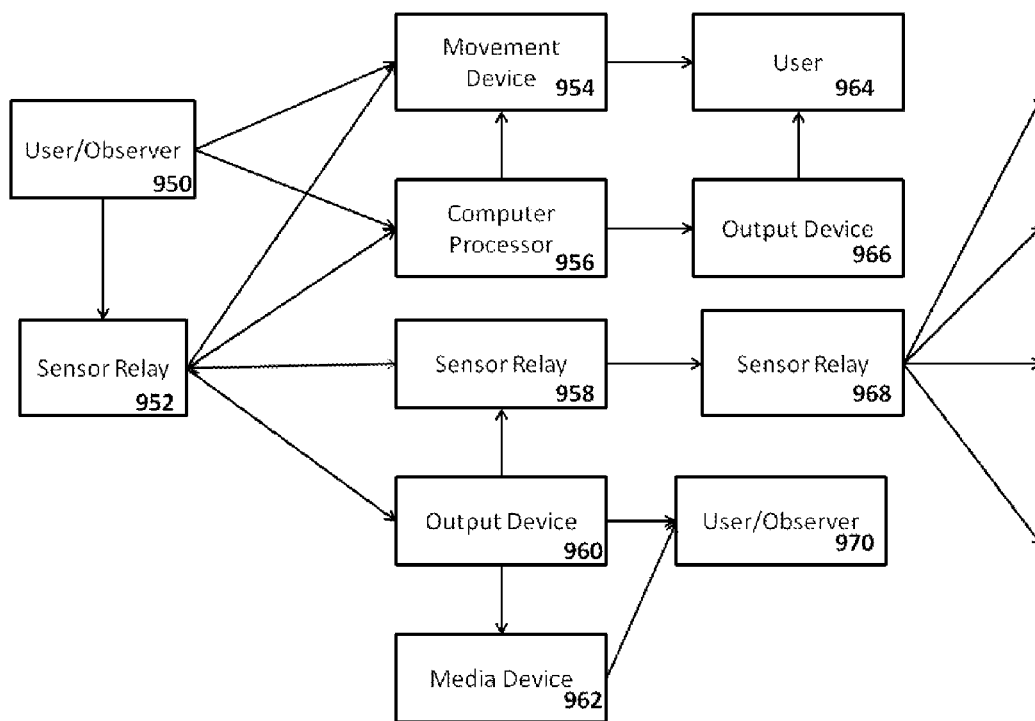 Movement
Device
954
User
964
User/Observer
950
Computer
Processor
956
Output Device
966
Sensor Relay
952
Sensor Relay
958
Sensor Relay
968
Output Device
960
User/Observer
970
Media Device
962